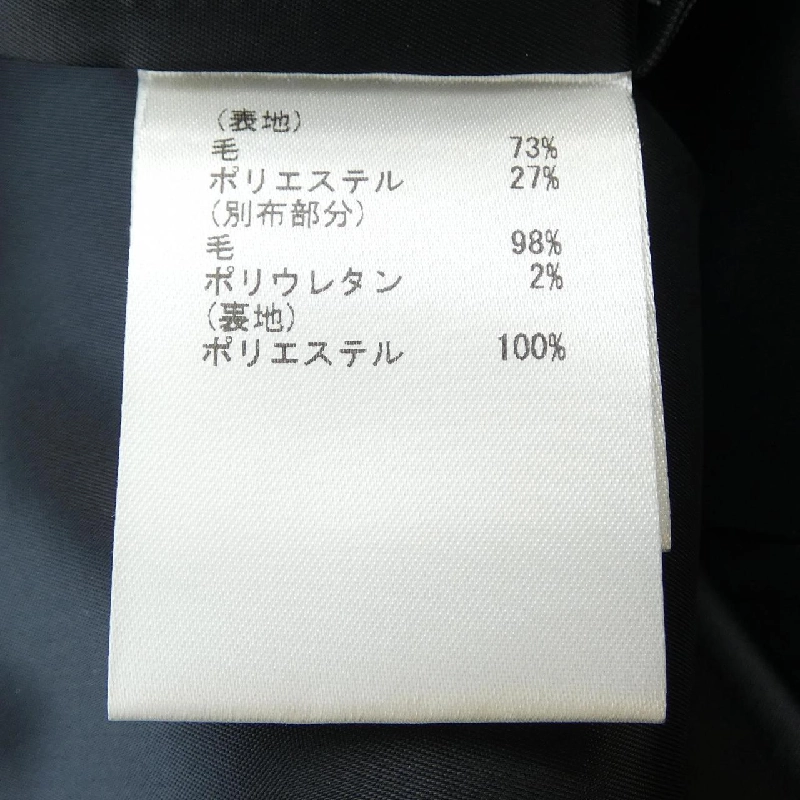 (表地)
毛 73%
ポリエステル 27%
(別布部分)
毛 98%
ポリウレタン 2%
(裏地)
ポリエステル 100%